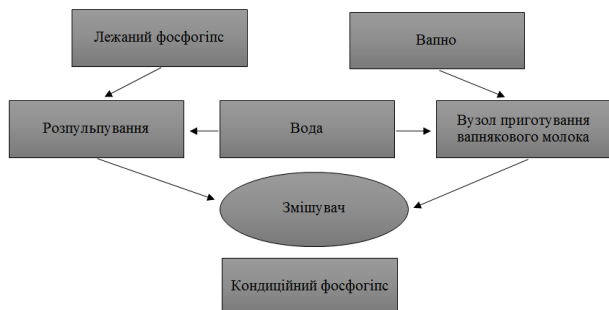 Лежаний фосфогіпс
Вапно
Розпульпування
Вода
Вузол приготування
вапнякового молока
Змішувач
Кондиційний фосфогіпс